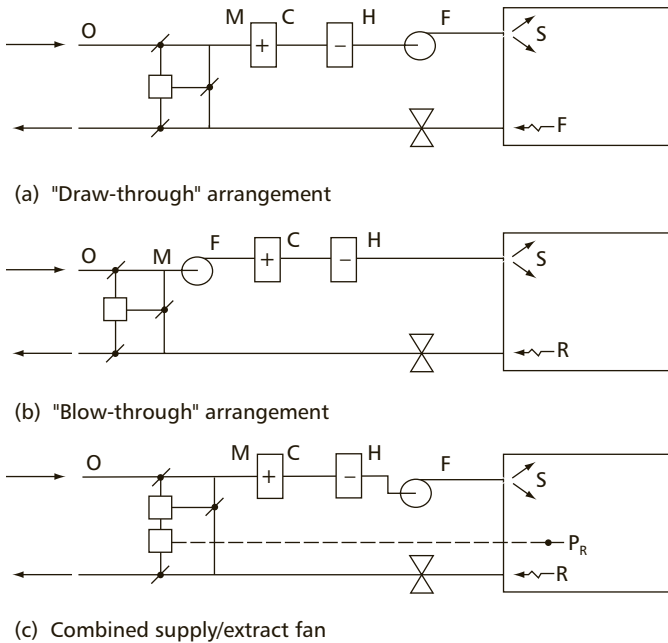 O M C H F
+ −
S
F
(a) "Draw-through" arrangement
O M F C H
+ −
S
R
(b) "Blow-through" arrangement
O M C H F
+ −
S
P_R
R
(c) Combined supply/extract fan